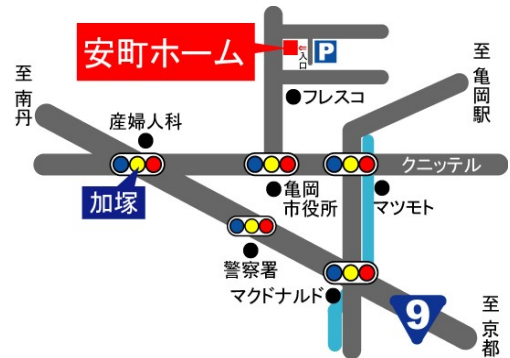 安町ホーム
入口
P
至亀岡駅
至南丹
フレスコ
産婦人科
クニッテル
加塚
亀岡
市役所
マツモト
警察署
マクドナルド
9
至京都